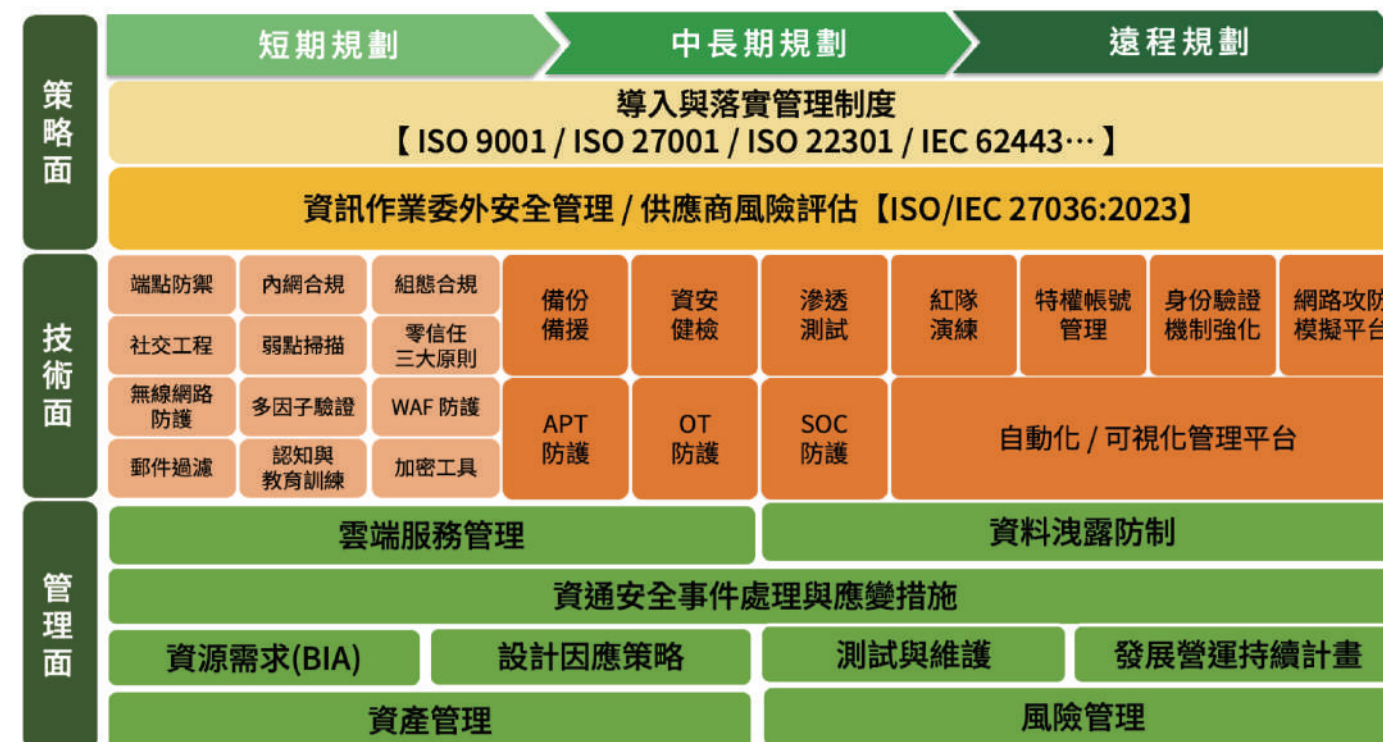 短期規劃
中長期規劃
遠程規劃
策略面
導入與落實管理制度
【 ISO 9001 / ISO 27001 / ISO 22301 / IEC 62443⋯ 】
資訊作業委外安全管理 / 供應商風險評估【ISO/IEC 27036:2023】
技術面
端點防禦
內網合規
組態合規
社交工程
弱點掃描
零信任
三大原則
無線網路
防護
多因子驗證
WAF 防護
郵件過濾
認知與
教育訓練
加密工具
備份
備援
資安
健檢
滲透
測試
紅隊
演練
特權帳號
管理
身份驗證
機制強化
網路攻防
模擬平台
APT
防護
OT
防護
SOC
防護
自動化 / 可視化管理平台
管理面
雲端服務管理
資料洩露防制
資通安全事件處理與應變措施
資源需求(BIA)
設計因應策略
測試與維護
發展營運持續計畫
資產管理
風險管理